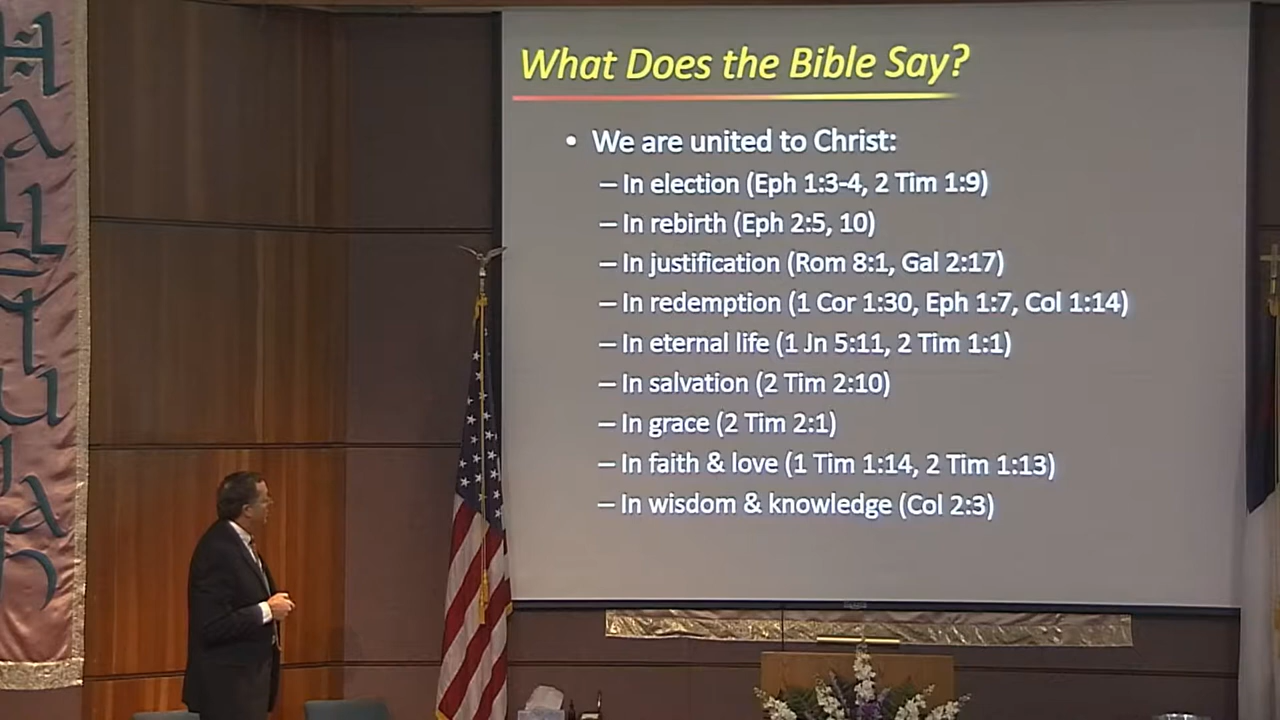 Hallelujah
What Does the Bible Say?
• We are united to Christ:
– In election (Eph 1:3-4, 2 Tim 1:9)
– In rebirth (Eph 2:5, 10)
– In justification (Rom 8:1, Gal 2:17)
– In redemption (1 Cor 1:30, Eph 1:7, Col 1:14)
– In eternal life (1 Jn 5:11, 2 Tim 1:1)
– In salvation (2 Tim 2:10)
– In grace (2 Tim 2:1)
– In faith & love (1 Tim 1:14, 2 Tim 1:13)
– In wisdom & knowledge (Col 2:3)